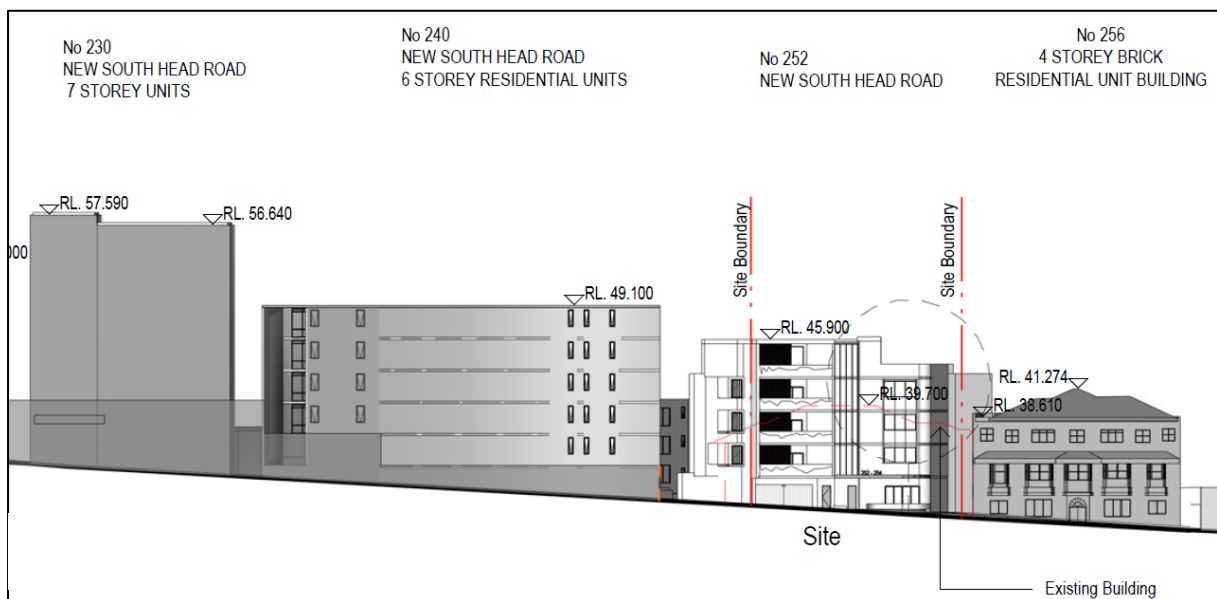 No 230
NEW SOUTH HEAD ROAD
7 STOREY UNITS
No 240
NEW SOUTH HEAD ROAD
6 STOREY RESIDENTIAL UNITS
No 252
NEW SOUTH HEAD ROAD
No 256
4 STOREY BRICK
RESIDENTIAL UNIT BUILDING
RL. 57.590
RL. 56.640
000
RL. 49.100
Site Boundary
RL. 45.900
Site Boundary
RL. 39.700
RL. 41.274
RL. 38.610
252 - 254
Site
Existing Building